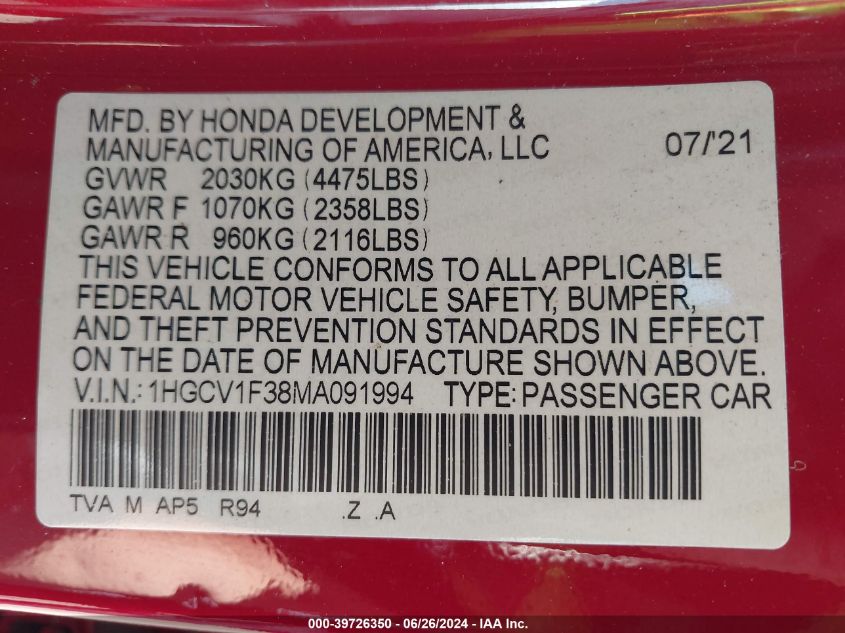 MFD. BY HONDA DEVELOPMENT &
MANUFACTURING OF AMERICA, LLC 07/'21
GVWR 2030KG (4475LBS)
GAWR F 1070KG (2358LBS)
GAWR R 960KG (2116LBS)
THIS VEHICLE CONFORMS TO ALL APPLICABLE
FEDERAL MOTOR VEHICLE SAFETY, BUMPER,
AND THEFT PREVENTION STANDARDS IN EFFECT
ON THE DATE OF MANUFACTURE SHOWN ABOVE.
V.I.N.: 1HGCV1F38MA091994 TYPE: PASSENGER CAR
TVA M AP5 R94 .Z .A
000-39726350 - 06/26/2024 - IAA Inc.